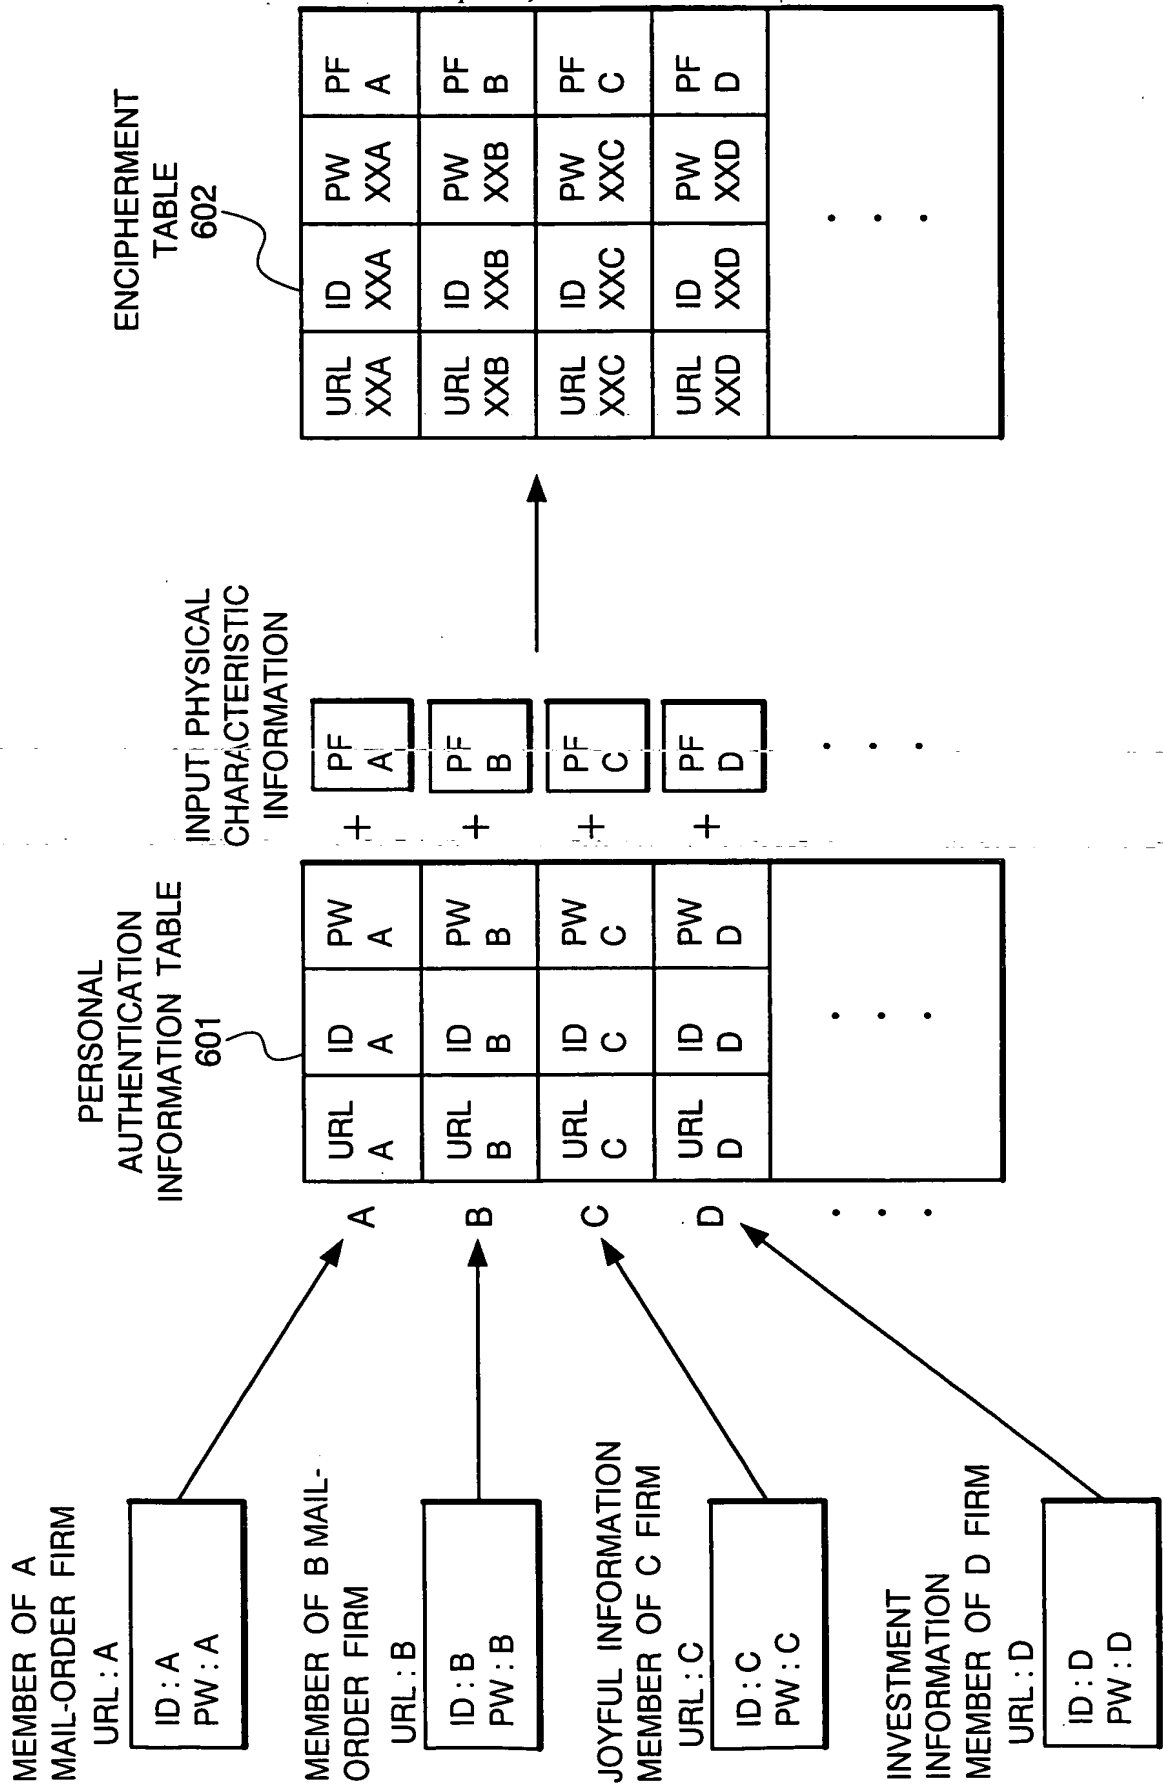 MEMBER OF A
MAIL-ORDER FIRM
URL : A
ID : A
PW : A
MEMBER OF B MAIL-
ORDER FIRM
URL : B
ID : B
PW : B
JOYFUL INFORMATION
MEMBER OF C FIRM
URL : C
ID : C
PW : C
INVESTMENT
INFORMATION
MEMBER OF D FIRM
URL : D
ID : D
PW : D
PERSONAL
AUTHENTICATION
INFORMATION TABLE
601
A
URL A
ID A
PW A
B
URL B
ID B
PW B
C
URL C
ID C
PW C
D
URL D
ID D
PW D
INPUT PHYSICAL
CHARACTERISTIC
INFORMATION
+ PF A
+ PF B
+ PF C
+ PF D
ENCIPHERMENT
TABLE
602
URL XXA
ID XXA
PW XXA
PF A
URL XXB
ID XXB
PW XXB
PF B
URL XXC
ID XXC
PW XXC
PF C
URL XXD
ID XXD
PW XXD
PF D